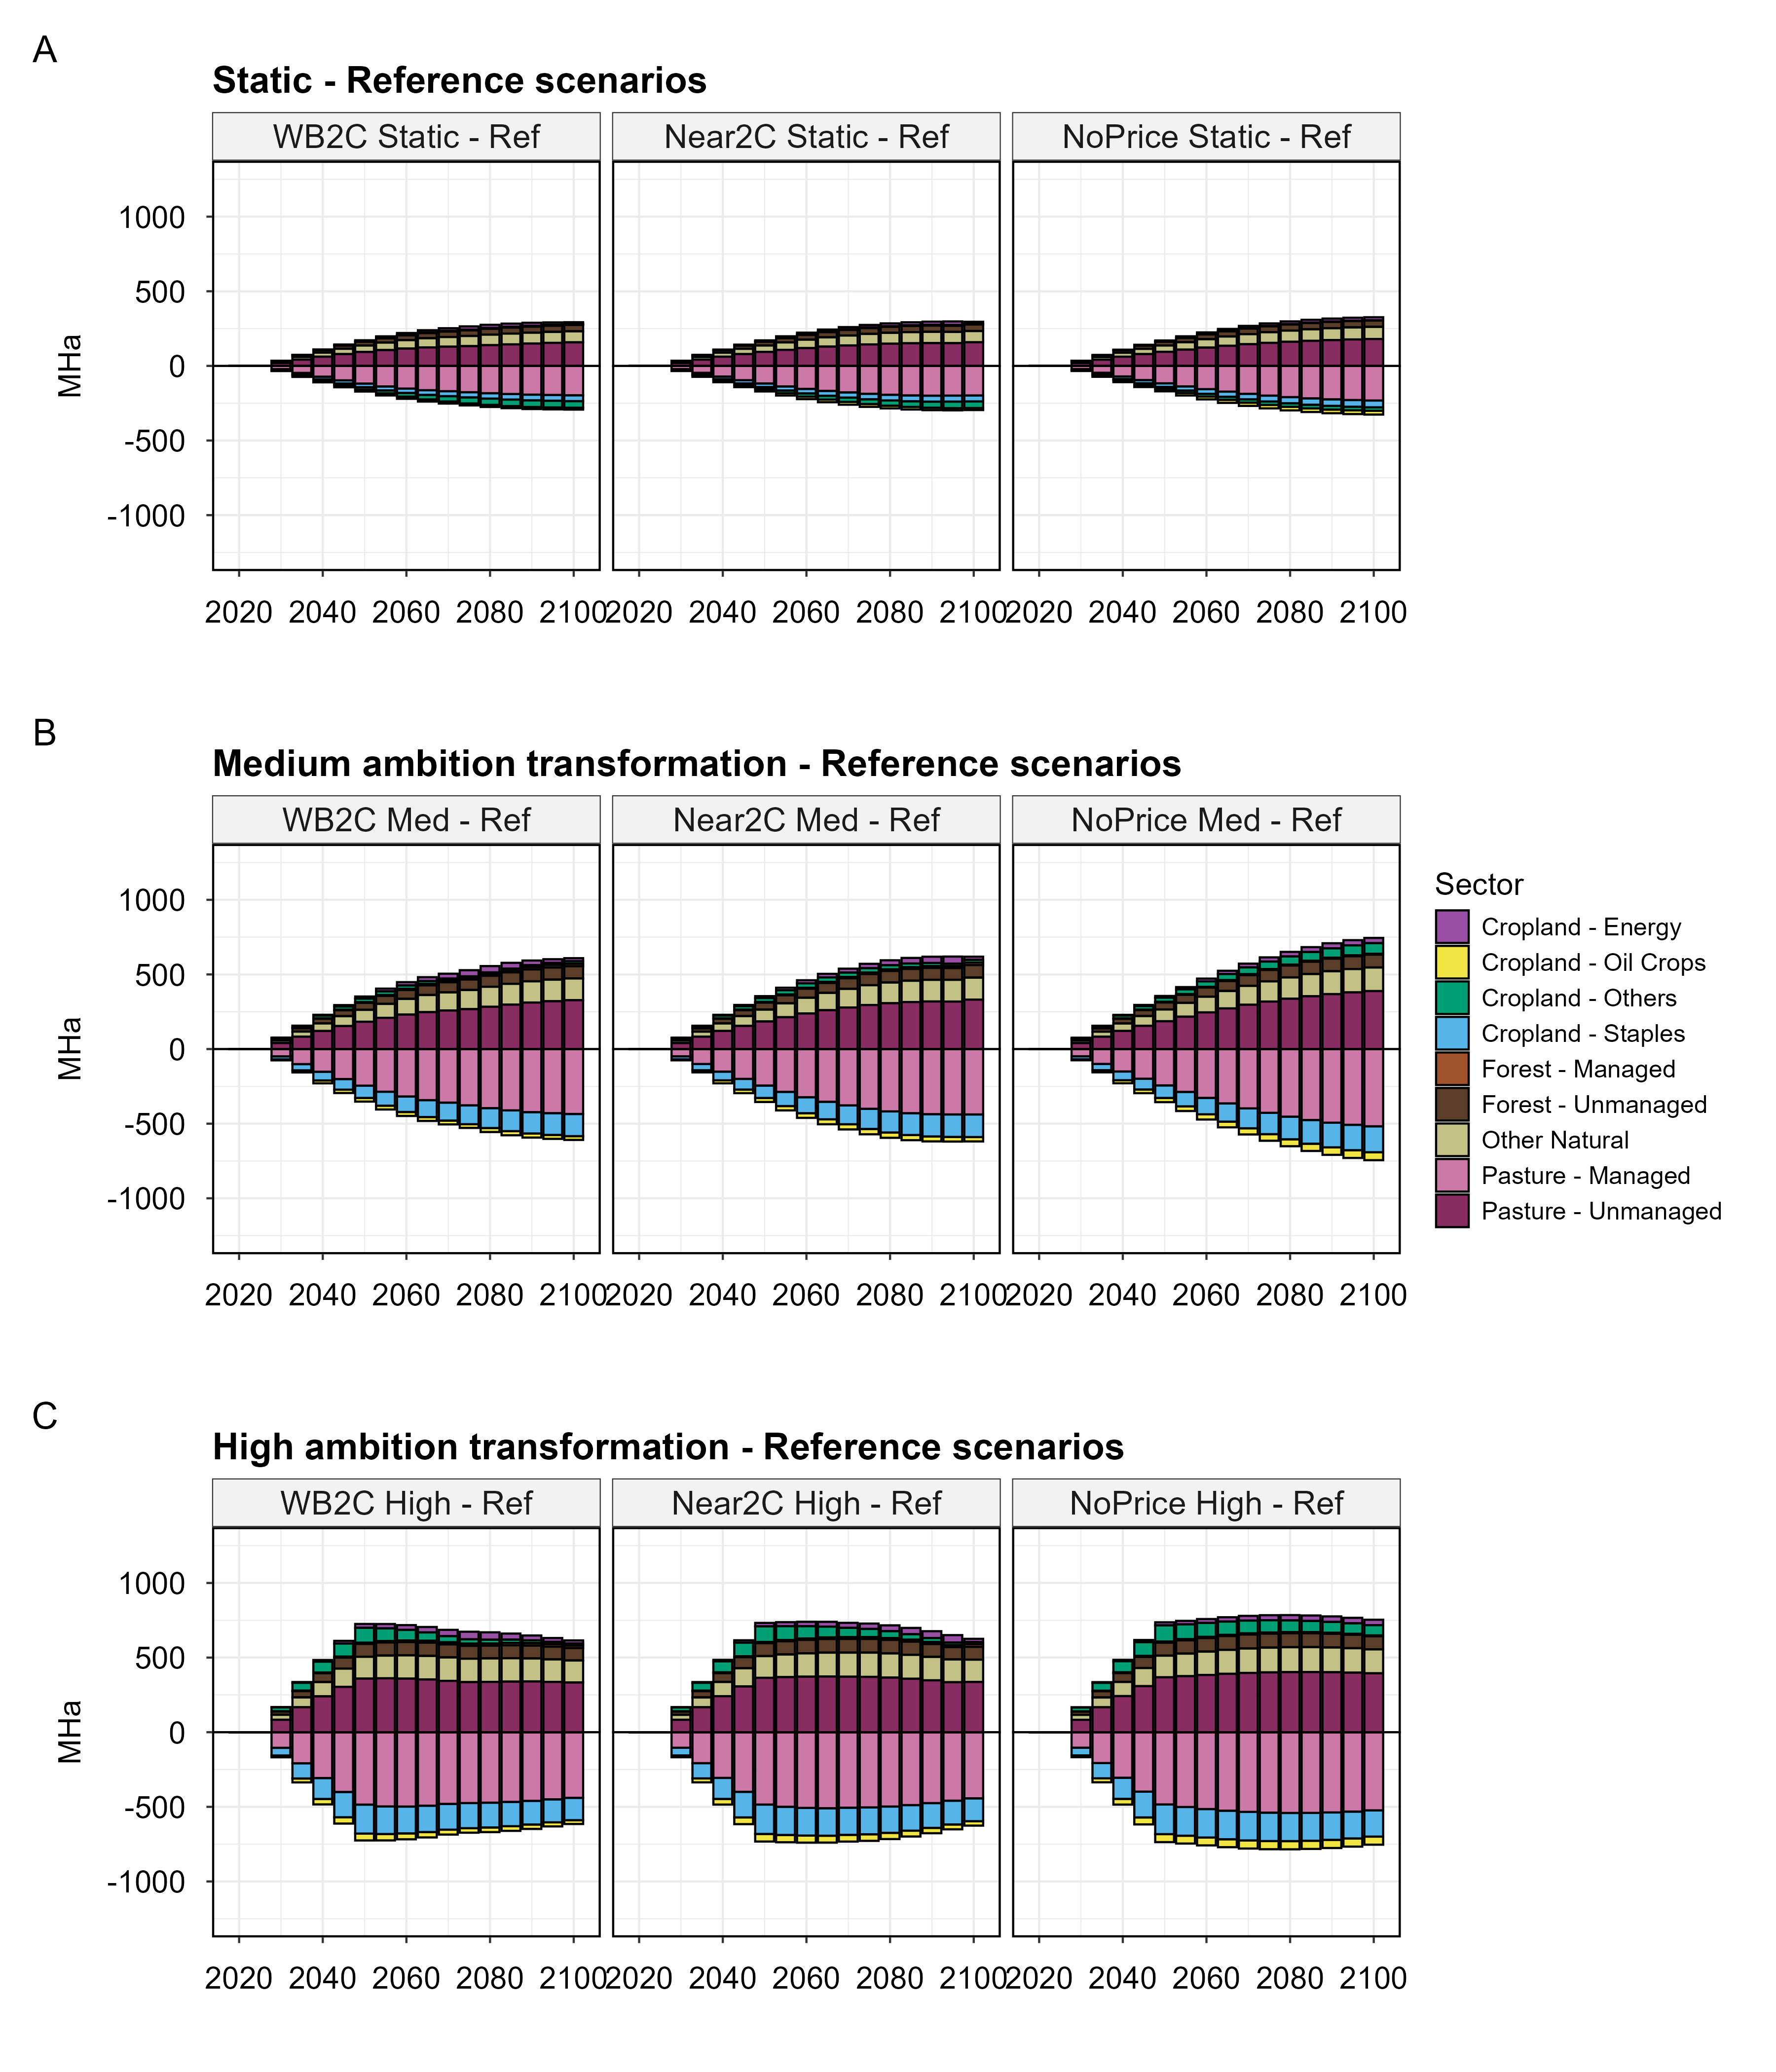 A
Static - Reference scenarios
WB2C Static - Ref
Near2C Static - Ref
NoPrice Static - Ref
MHa
1000
500
0
-500
-1000
2020 2040 2060 2080 2100
2020 2040 2060 2080 2100
2020 2040 2060 2080 2100
B
Medium ambition transformation - Reference scenarios
WB2C Med - Ref
Near2C Med - Ref
NoPrice Med - Ref
MHa
1000
500
0
-500
-1000
2020 2040 2060 2080 2100
2020 2040 2060 2080 2100
2020 2040 2060 2080 2100
Sector
Cropland - Energy
Cropland - Oil Crops
Cropland - Others
Cropland - Staples
Forest - Managed
Forest - Unmanaged
Other Natural
Pasture - Managed
Pasture - Unmanaged
C
High ambition transformation - Reference scenarios
WB2C High - Ref
Near2C High - Ref
NoPrice High - Ref
MHa
1000
500
0
-500
-1000
2020 2040 2060 2080 2100
2020 2040 2060 2080 2100
2020 2040 2060 2080 2100